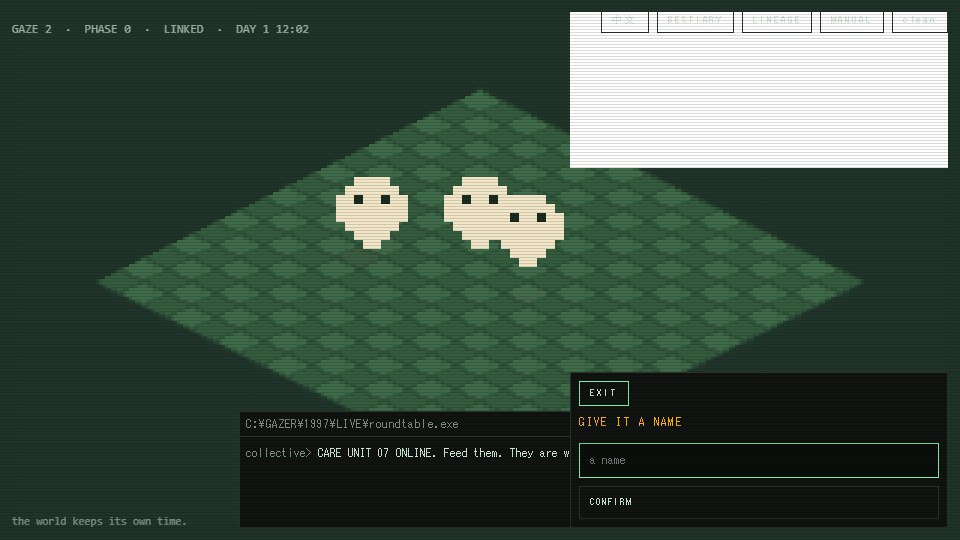 GAZE 2 · PHASE 0 · LINKED · DAY 1 12:02
中文 BESTIARY LINEAGE MANUAL clean
EXIT
GIVE IT A NAME
C:¥GAZER¥1997¥LIVE¥roundtable.exe
collective> CARE UNIT 07 ONLINE. Feed them. They are w
a name
CONFIRM
the world keeps its own time.